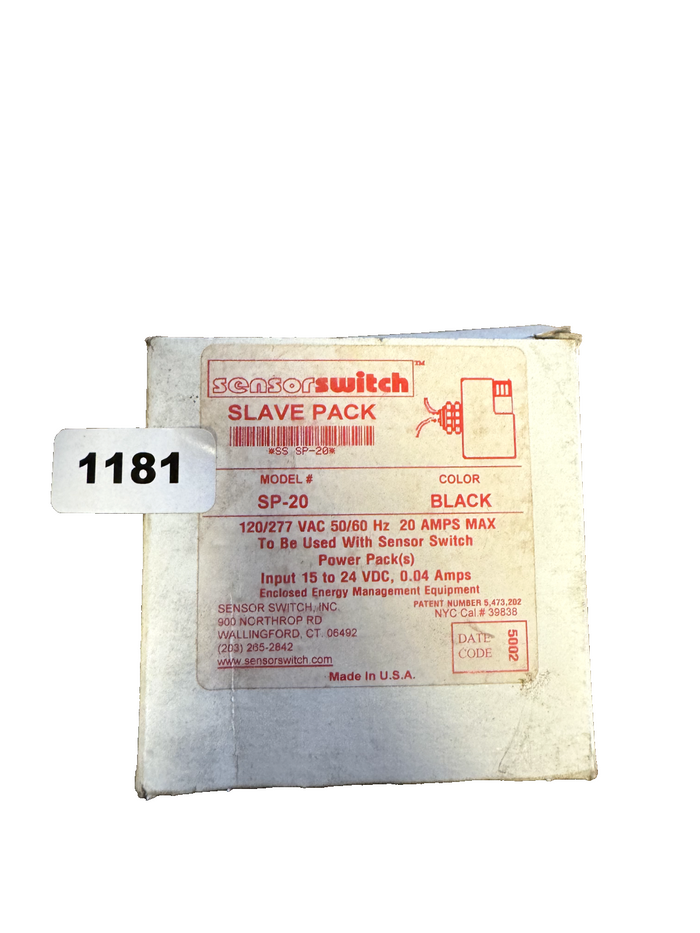 sensorswitch™
SLAVE PACK
*SS SP-20*
1181
MODEL # COLOR
SP-20 BLACK
120/277 VAC 50/60 Hz 20 AMPS MAX
To Be Used With Sensor Switch
Power Pack(s)
Input 15 to 24 VDC, 0.04 Amps
Enclosed Energy Management Equipment
SENSOR SWITCH, INC. PATENT NUMBER 5,473,202
900 NORTHROP RD NYC Cal.# 39838
WALLINGFORD, CT. 06492
(203) 265-2842
www.sensorswitch.com
DATE CODE 5002
Made In U.S.A.